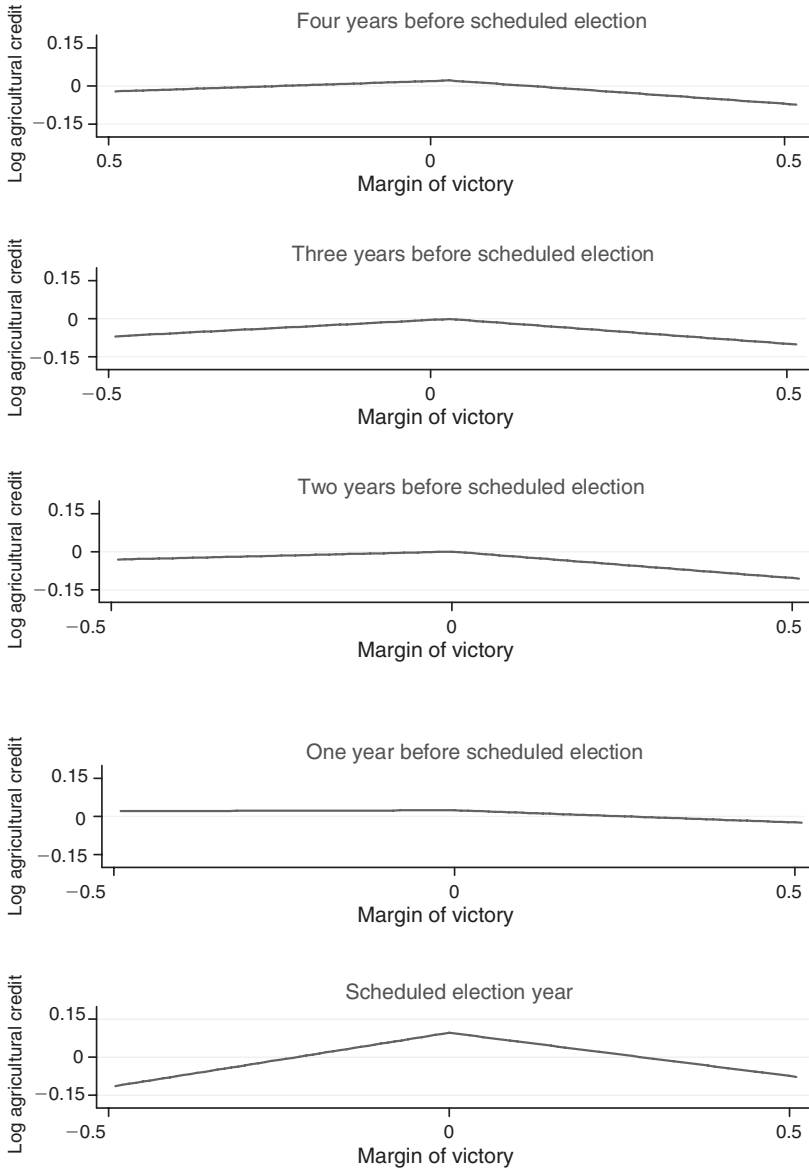 Four years before scheduled election
Log agricultural credit
0.15
0
−0.15
0.5 0 0.5
Margin of victory
Three years before scheduled election
Log agricultural credit
0.15
0
−0.15
−0.5 0 0.5
Margin of victory
Two years before scheduled election
Log agricultural credit
0.15
0
−0.15
−0.5 0 0.5
Margin of victory
One year before scheduled election
Log agricultural credit
0.15
0
−0.15
−0.5 0 0.5
Margin of victory
Scheduled election year
Log agricultural credit
0.15
0
−0.15
−0.5 0 0.5
Margin of victory